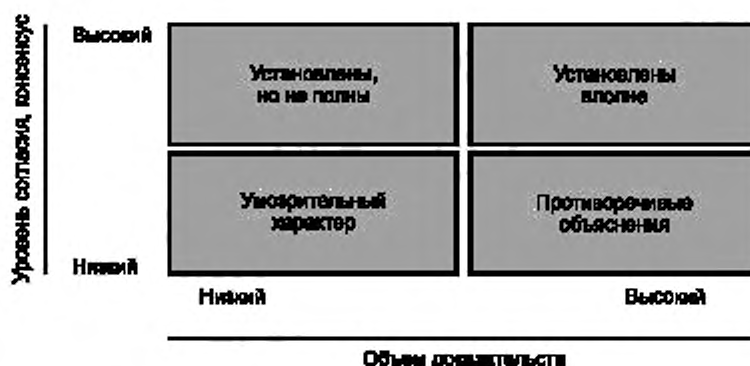 Уровень согласия, консенсус
Высокий
Установлены,
но не полны
Установлены
вполне
Умозрительный
характер
Противоречивые
объяснения
Низкий
Низкий
Высокий
Объем доказательств